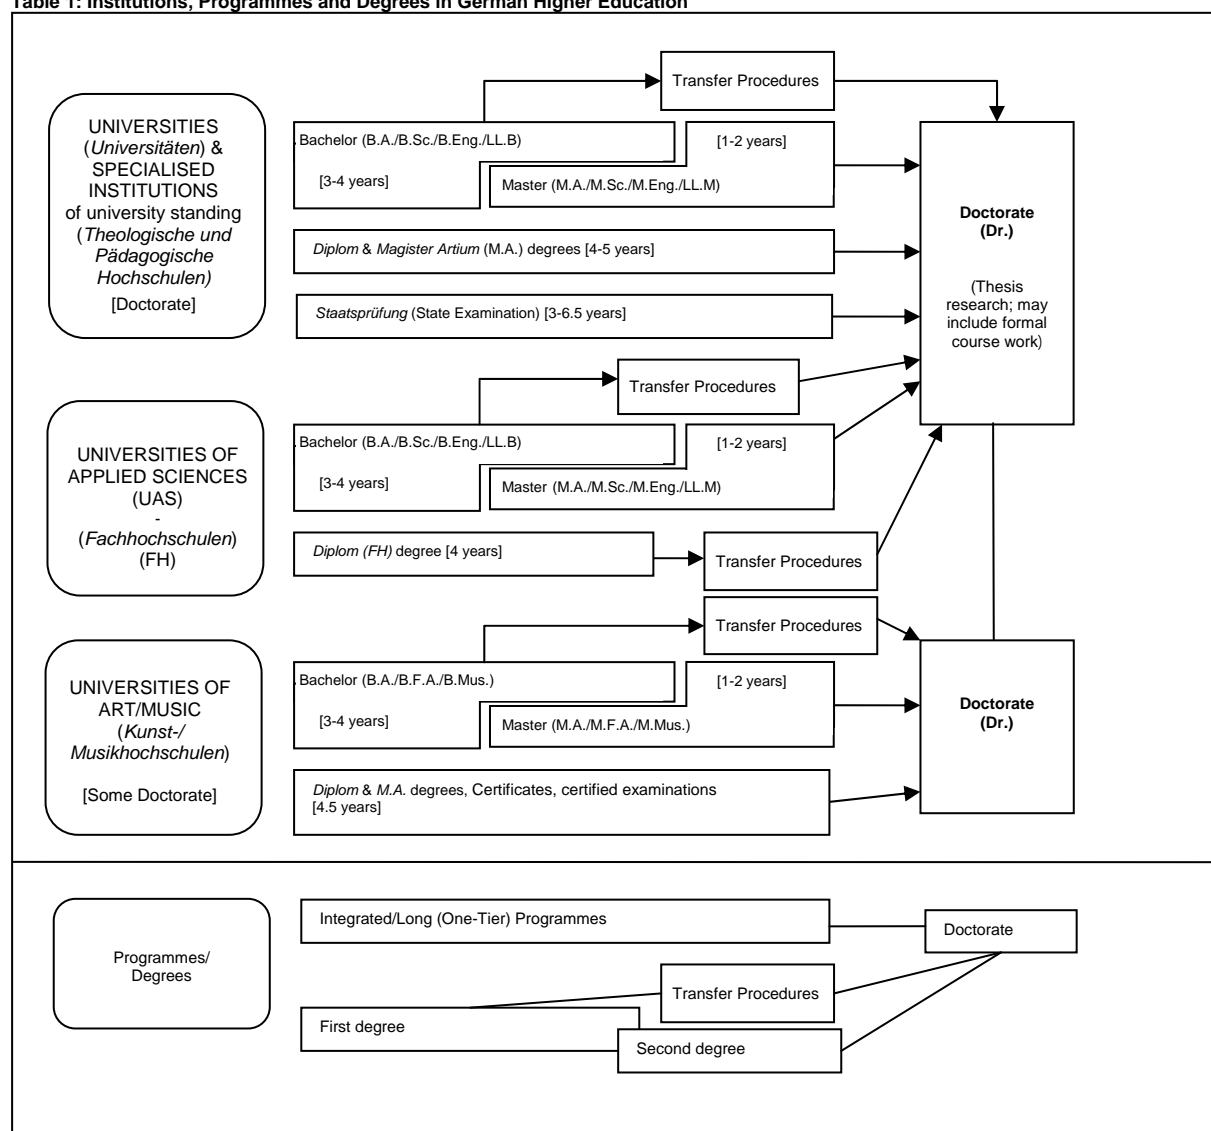 Table 1: Institutions, Programmes and Degrees in German Higher Education
UNIVERSITIES
(Universitäten) &
SPECIALISED
INSTITUTIONS
of university standing
(Theologische und
Pädagogische
Hochschulen)
[Doctorate]
Transfer Procedures
Bachelor (B.A./B.Sc./B.Eng./LL.B)
[3-4 years]
[1-2 years]
Master (M.A./M.Sc./M.Eng./LL.M)
Diplom & Magister Artium (M.A.) degrees [4-5 years]
Staatsprüfung (State Examination) [3-6.5 years]
Doctorate
(Dr.)
(Thesis
research; may
include formal
course work)
UNIVERSITIES OF
APPLIED SCIENCES
(UAS)
-
(Fachhochschulen)
(FH)
Transfer Procedures
Bachelor (B.A./B.Sc./B.Eng./LL.B)
[3-4 years]
[1-2 years]
Master (M.A./M.Sc./M.Eng./LL.M)
Diplom (FH) degree [4 years]
Transfer Procedures
UNIVERSITIES OF
ART/MUSIC
(Kunst-/
Musikhochschulen)
[Some Doctorate]
Transfer Procedures
Bachelor (B.A./B.F.A./B.Mus.)
[3-4 years]
[1-2 years]
Master (M.A./M.F.A./M.Mus.)
Diplom & M.A. degrees, Certificates, certified examinations
[4.5 years]
Doctorate
(Dr.)
Programmes/
Degrees
Integrated/Long (One-Tier) Programmes
Doctorate
Transfer Procedures
First degree
Second degree